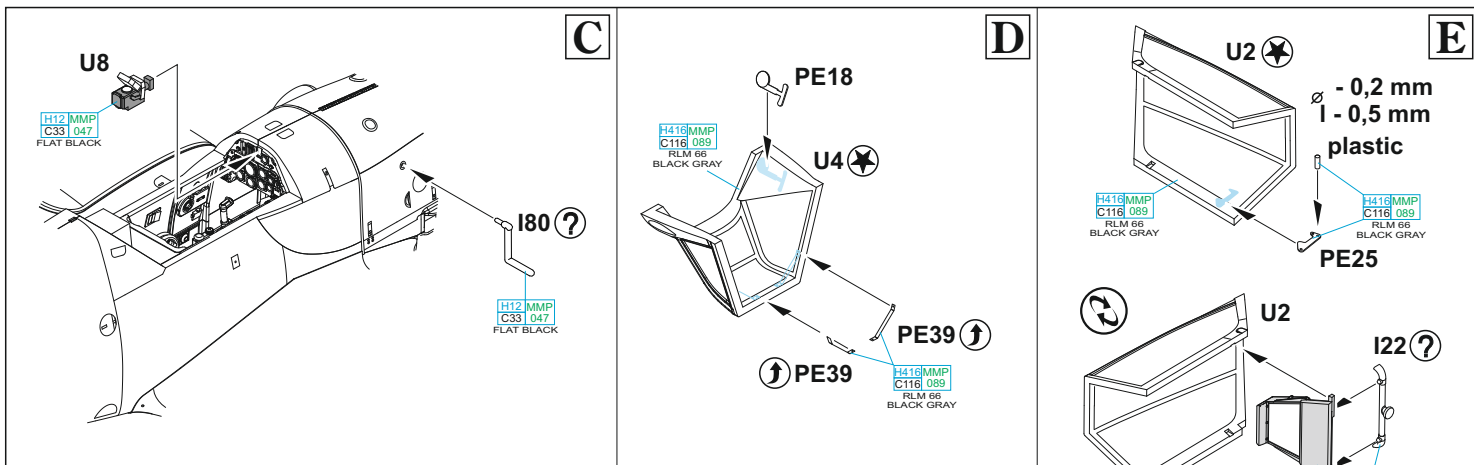 C
U8
H12 MMP
C33 047
FLAT BLACK
I80 ?
H12 MMP
C33 047
FLAT BLACK
D
PE18
H416 MMP
C116 089
RLM 66
BLACK GRAY
U4
PE39
PE39
H416 MMP
C116 089
RLM 66
BLACK GRAY
E
U2
⌀ - 0,2 mm
l - 0,5 mm
plastic
H416 MMP
C116 089
RLM 66
BLACK GRAY
H416 MMP
C116 089
RLM 66
BLACK GRAY
PE25
U2
I22 ?